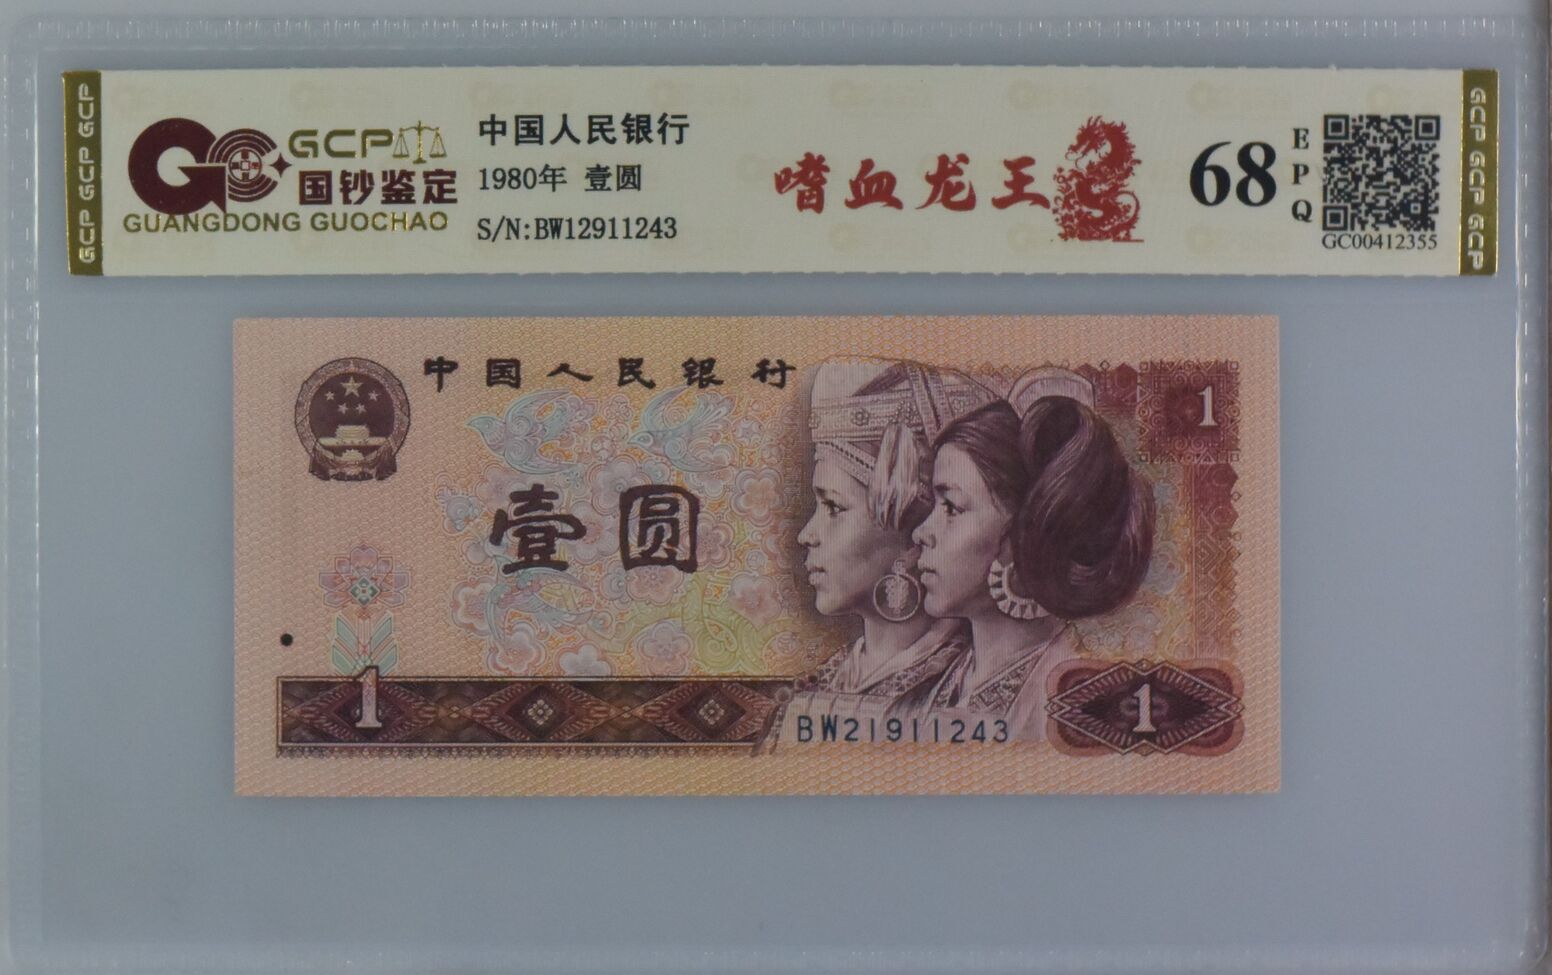 GCP GCP GCP
GCP
国钞鉴定
GUANGDONG GUOCHAO
中国人民银行
1980年 壹圆
S/N:BW12911243
嗜血龙王
68
EPQ
GC00412355
GCP GCP GCP
中国人民银行
1
壹圆
1
BW21911243
1